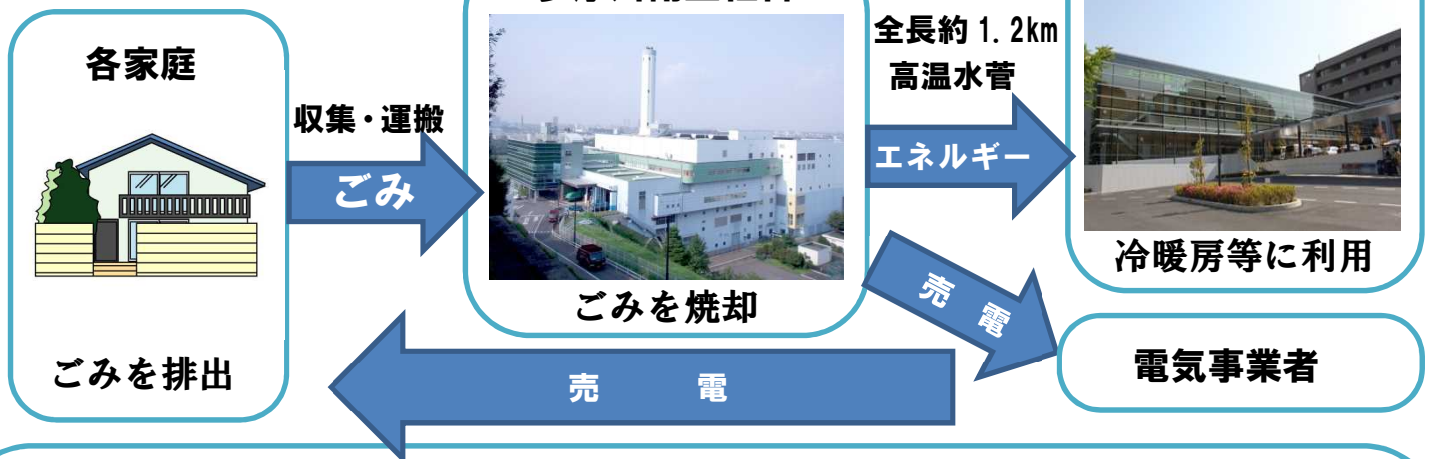 各家庭
ごみを排出
収集・運搬
ごみ
ごみを焼却
全長約1.2km
高温水菅
エネルギー
冷暖房等に利用
売電
電気事業者
売電